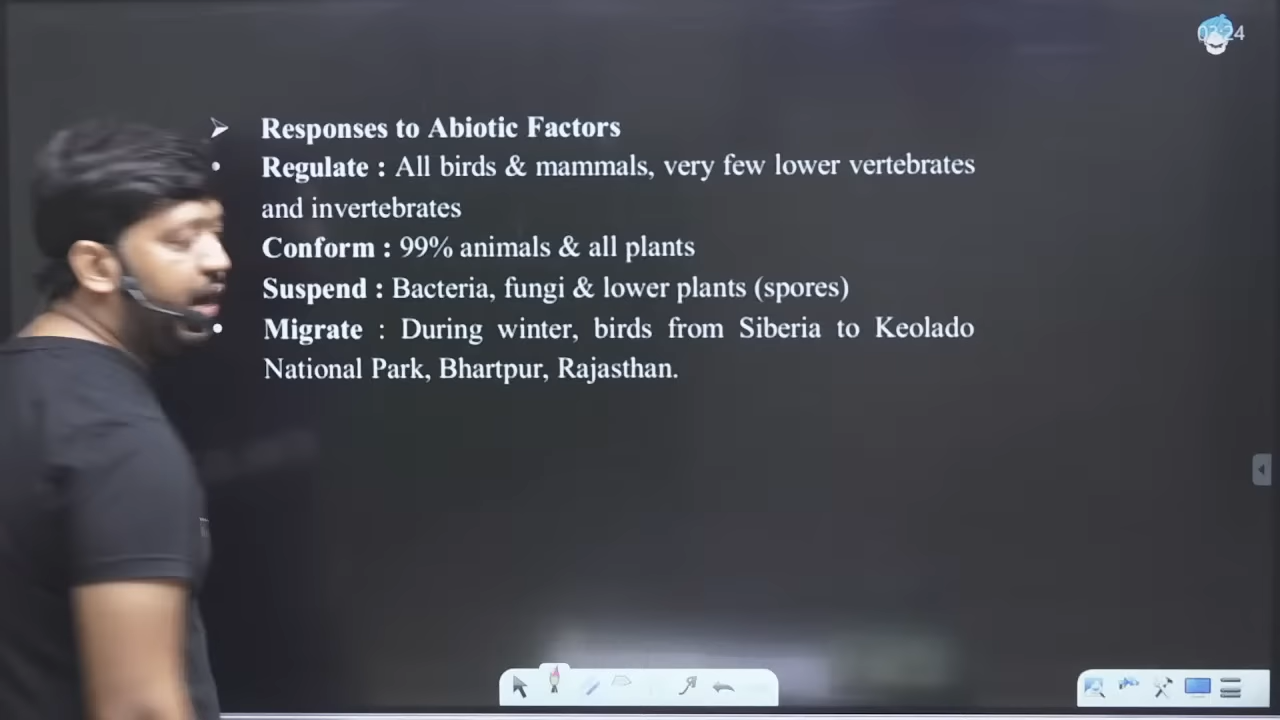 ➢ Responses to Abiotic Factors
• Regulate : All birds & mammals, very few lower vertebrates
and invertebrates
Conform : 99% animals & all plants
Suspend : Bacteria, fungi & lower plants (spores)
• Migrate : During winter, birds from Siberia to Keolado
National Park, Bhartpur, Rajasthan.